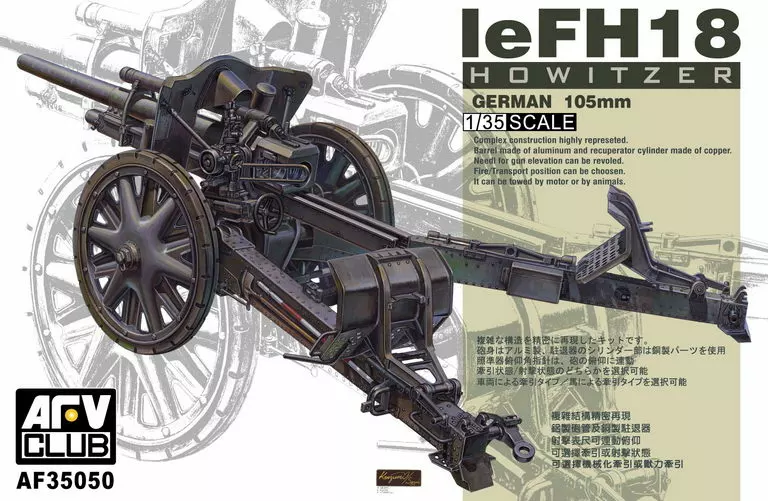 leFH18
HOWITZER
GERMAN 105mm
1/35 SCALE
Complex construction highly represeted.
Barrel made of aluminum and recuperator cylinder made of copper.
Needl for gun elevation can be revoled.
Fire/Transport position can be choosen.
It can be towed by motor or by animals.
複雑な構造を精密に再現したキットです。
砲身はアルミ製、駐退器のシリンダー部は銅製パーツを使用
照準器俯仰角指針は、砲の俯仰に連動
牽引状態/射撃状態のどちらかを選択可能
車両による牽引タイプ/馬による牽引タイプを選択可能
複雜結構精密再現
鋁製砲管及銅製駐退器
射擊表尺可連動俯仰
可選擇牽引或射擊狀態
可選擇機械化牽引或獸力牽引
AFV
CLUB
AF35050